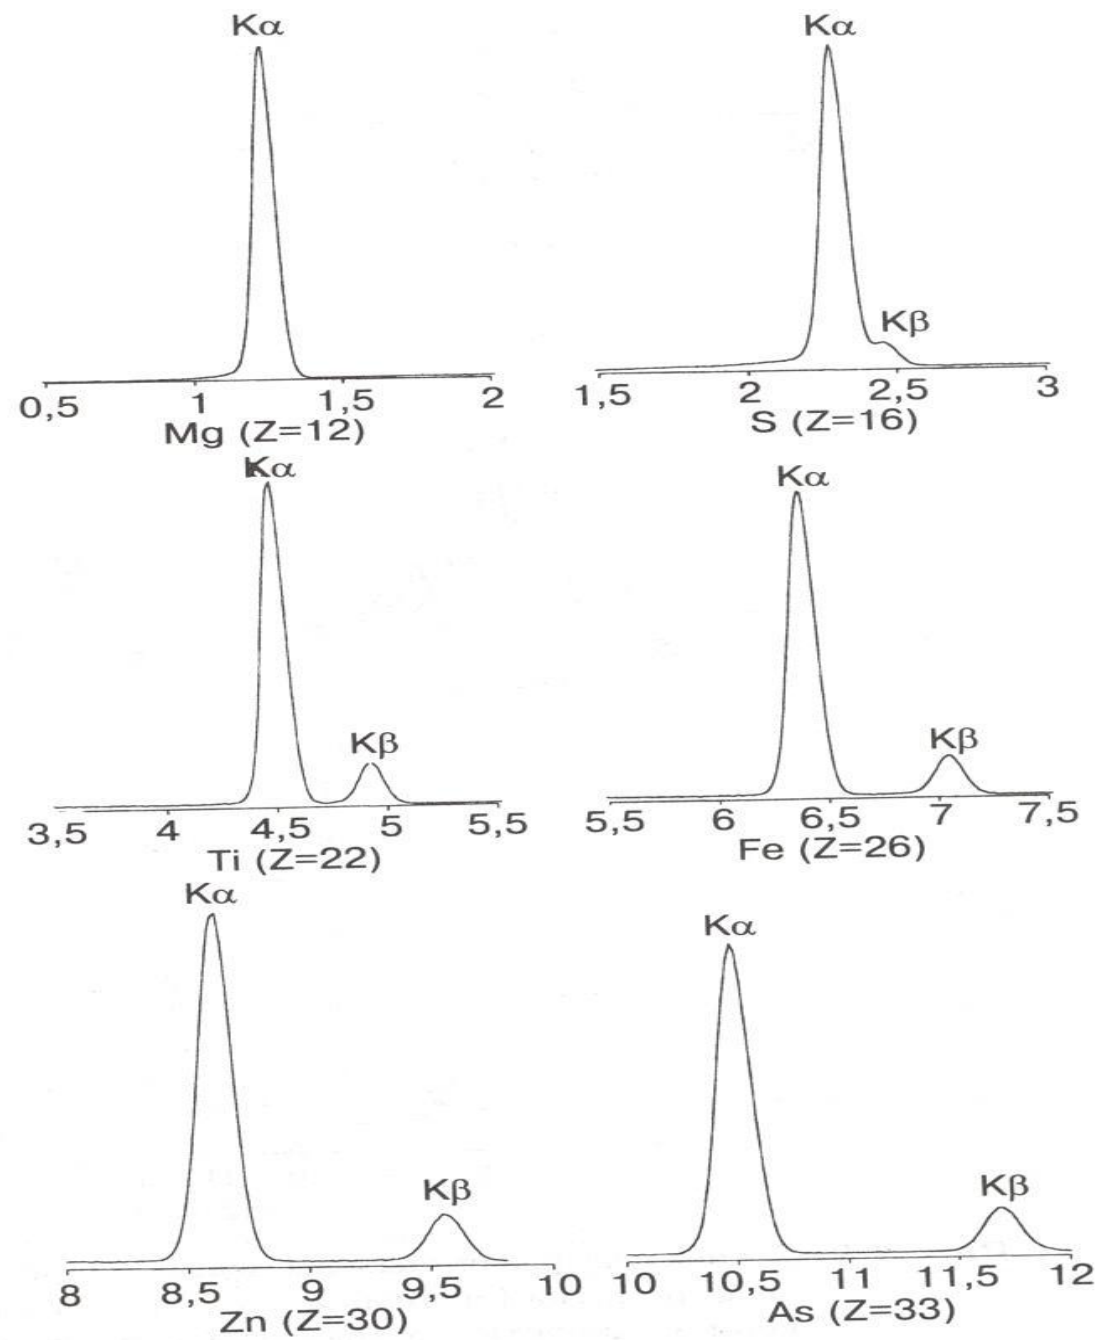 Kα
Kα
Kβ
0,5 1 1,5 2
1,5 2 2,5 3
Mg (Z=12)
S (Z=16)
Kα
Kα
Kβ
Kβ
3,5 4 4,5 5 5,5
5,5 6 6,5 7 7,5
Ti (Z=22)
Fe (Z=26)
Kα
Kα
Kβ
Kβ
8 8,5 9 9,5 10
10 10,5 11 11,5 12
Zn (Z=30)
As (Z=33)